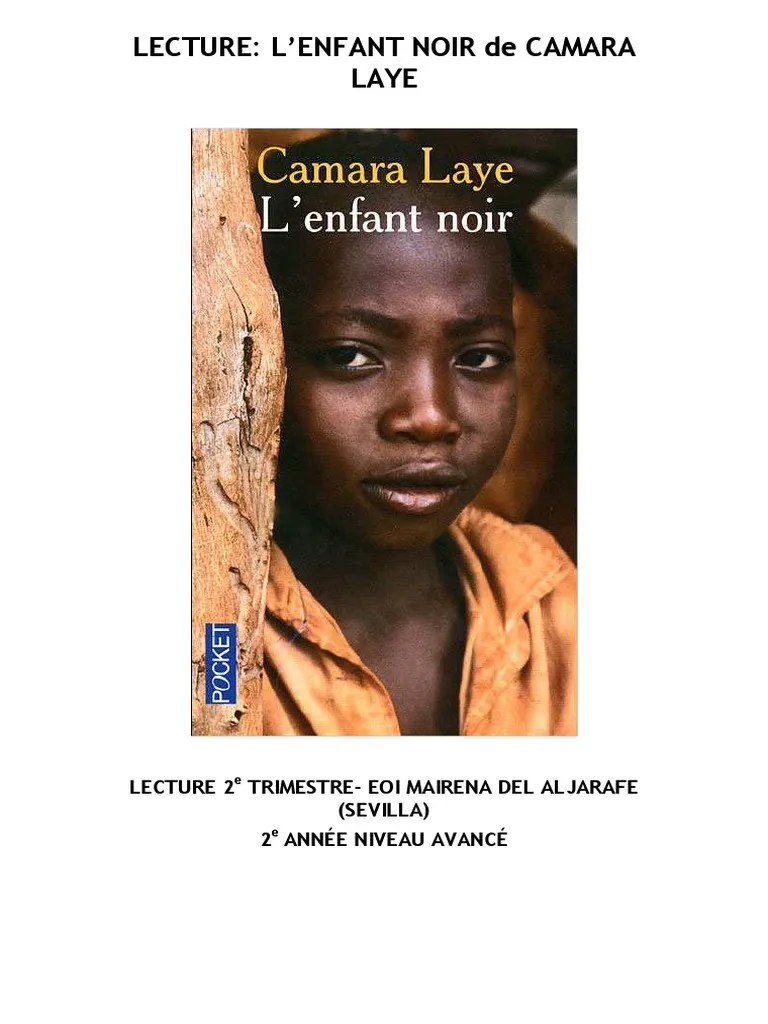 LECTURE: L'ENFANT NOIR de CAMARA
LAYE
Camara Laye
L'enfant noir
POCKET
LECTURE 2e TRIMESTRE- EOI MAIRENA DEL ALJARAFE
(SEVILLA)
2e ANNÉE NIVEAU AVANCÉ